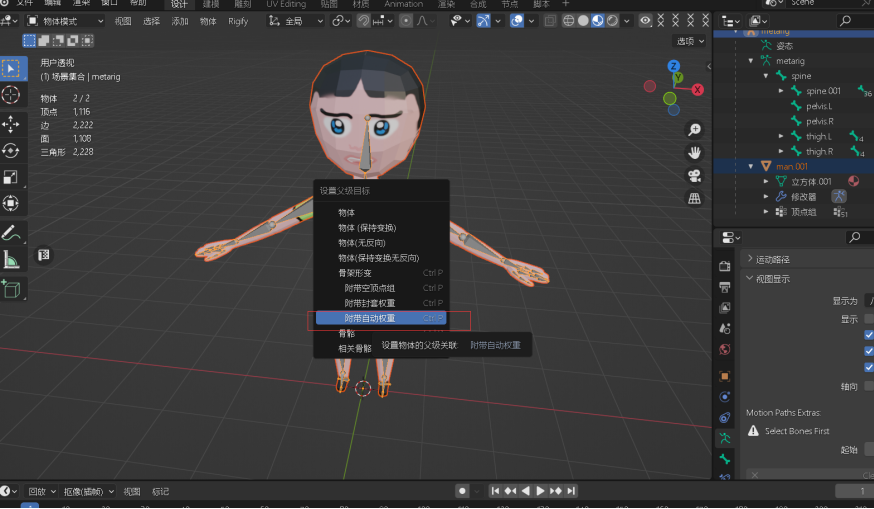 文件
窗口
帮助
设计
建模
雕刻
UV Editing
贴图
材质
Animation
渲染
合成
节点
脚本
+
Scene
物体模式
视图
选择
添加
物体
Rigify
全局
选项
用户透视
(1) 场景集合 | metarig
物体 2 / 2
顶点 1,116
边 2,222
面 1,108
三角形 2,228
Z
Y
X
设置父级目标
物体
物体 (保持变换)
物体(无反向)
物体(保持变换无反向)
骨架形变 Ctrl P
附带空顶点组 Ctrl P
附带封套权重 Ctrl P
附带自动权重 Ctrl P
骨骼
相关骨骼
设置物体的父级关联: 附带自动权重
metarig
姿态
metarig
spine
spine.001
36
pelvis.L
pelvis.R
thigh.L
4
thigh.R
4
man.001
立方体.001
修改器
顶点组
51
运动路径
视图显示
显示为
显示
轴向
Motion Paths Extras:
Select Bones First
起始
回放
抠像(插帧)
视图
标记
1